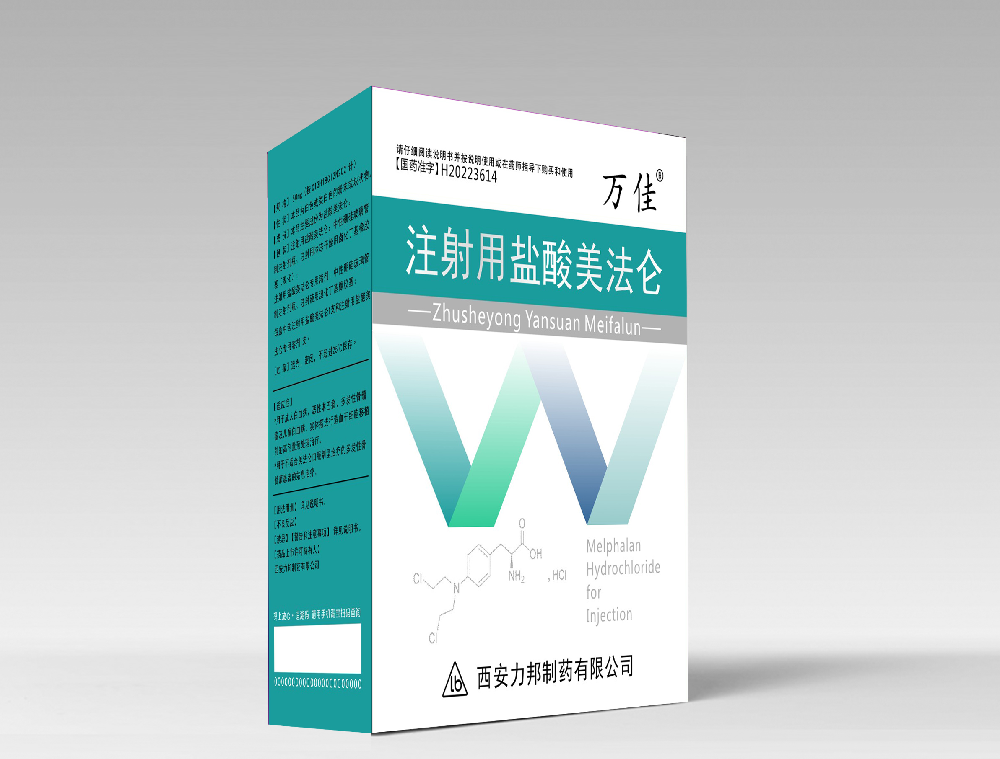 请仔细阅读说明书并按说明使用或在药师指导下购买和使用
【国药准字】H20223614
万佳®
注射用盐酸美法仑
—Zhusheyong Yansuan Meifalun—
O
OH
NH2
, HCl
Cl
N
Cl
Melphalan
Hydrochloride
for
Injection
lb
西安力邦制药有限公司
【规 格】50mg（按C13H18Cl2N2O2 计）
【性 状】本品为白色或类白色的粉末或块状物。
【成 份】本品主要成份为盐酸美法仑。
【包 装】注射用盐酸美法仑：中性硼硅玻璃管
制注射剂瓶、注射用冷冻干燥用卤化丁基橡胶
塞（溴化）；
注射用盐酸美法仑专用溶剂：中性硼硅玻璃管
制注射剂瓶、注射液用溴化丁基橡胶塞；
每盒中含注射用盐酸美法仑1支和注射用盐酸美
法仑专用溶剂1支。
【贮 藏】遮光，密闭，不超过25℃保存。
【适应症】
*用于成人白血病、恶性淋巴瘤、多发性骨髓
瘤及儿童白血病、实体瘤进行造血干细胞移植
前的高剂量预处理治疗。
*用于不适合美法仑口服剂型治疗的多发性骨
髓瘤患者的姑息治疗。
【用法用量】详见说明书。
【不良反应】
【禁忌】【警告和注意事项】详见说明书。
【药品上市许可持有人】
西安力邦制药有限公司
码上放心·追溯码 请用手机淘宝扫码查询
00000000000000000000